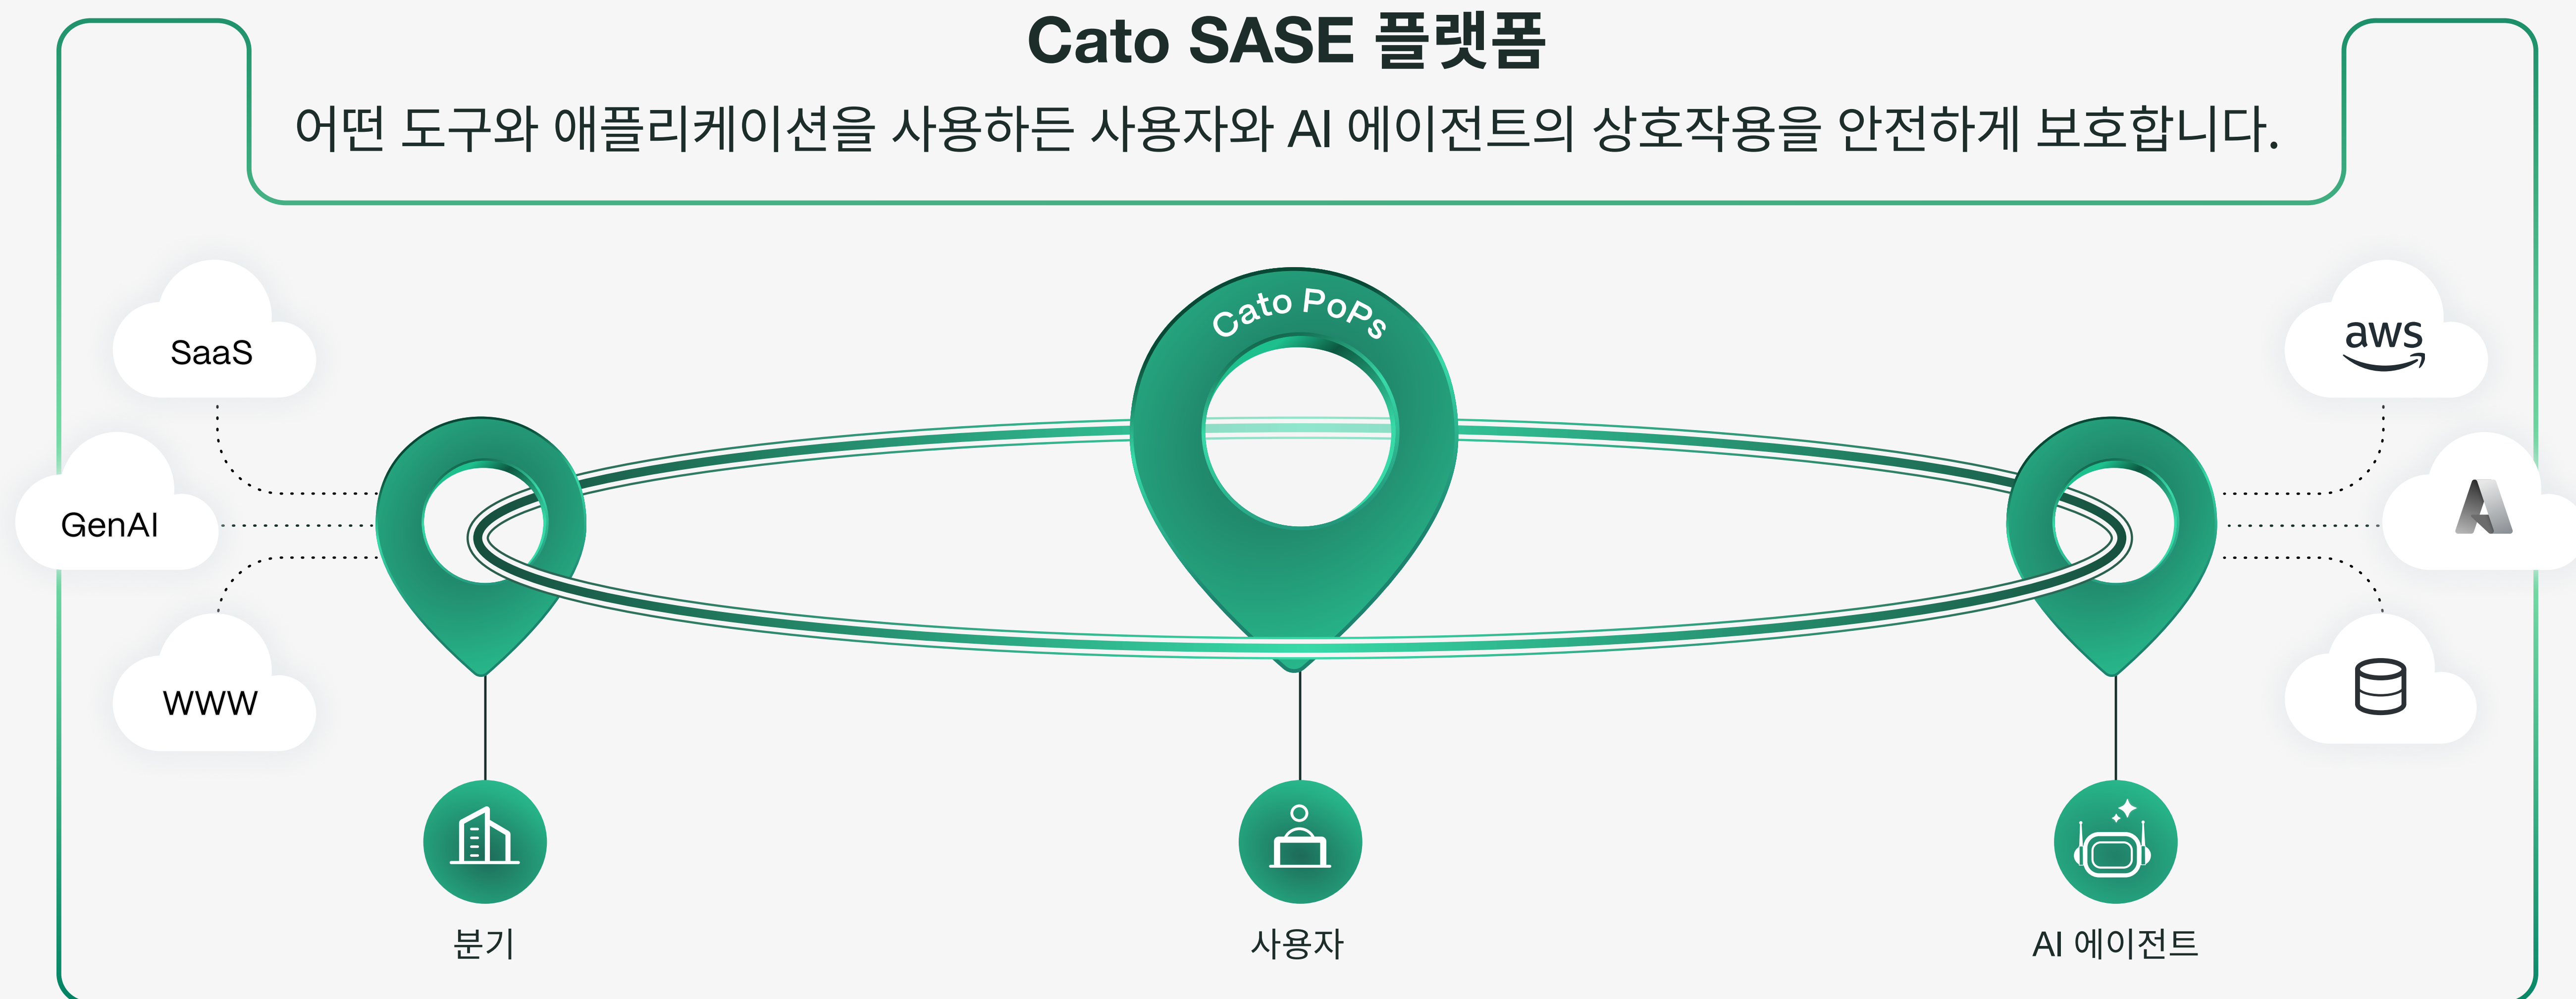 Cato SASE 플랫폼
어떤 도구와 애플리케이션을 사용하든 사용자와 AI 에이전트의 상호작용을 안전하게 보호합니다.
SaaS
GenAI
WWW
Cato PoPs
aws
분기
사용자
AI 에이전트